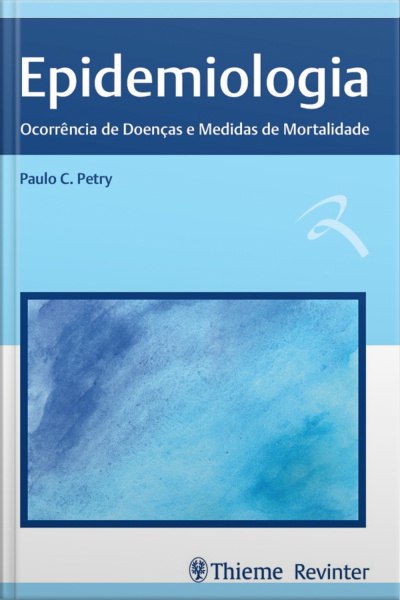 Epidemiologia
Ocorrência de Doenças e Medidas de Mortalidade
Paulo C. Petry
Thieme Revinter